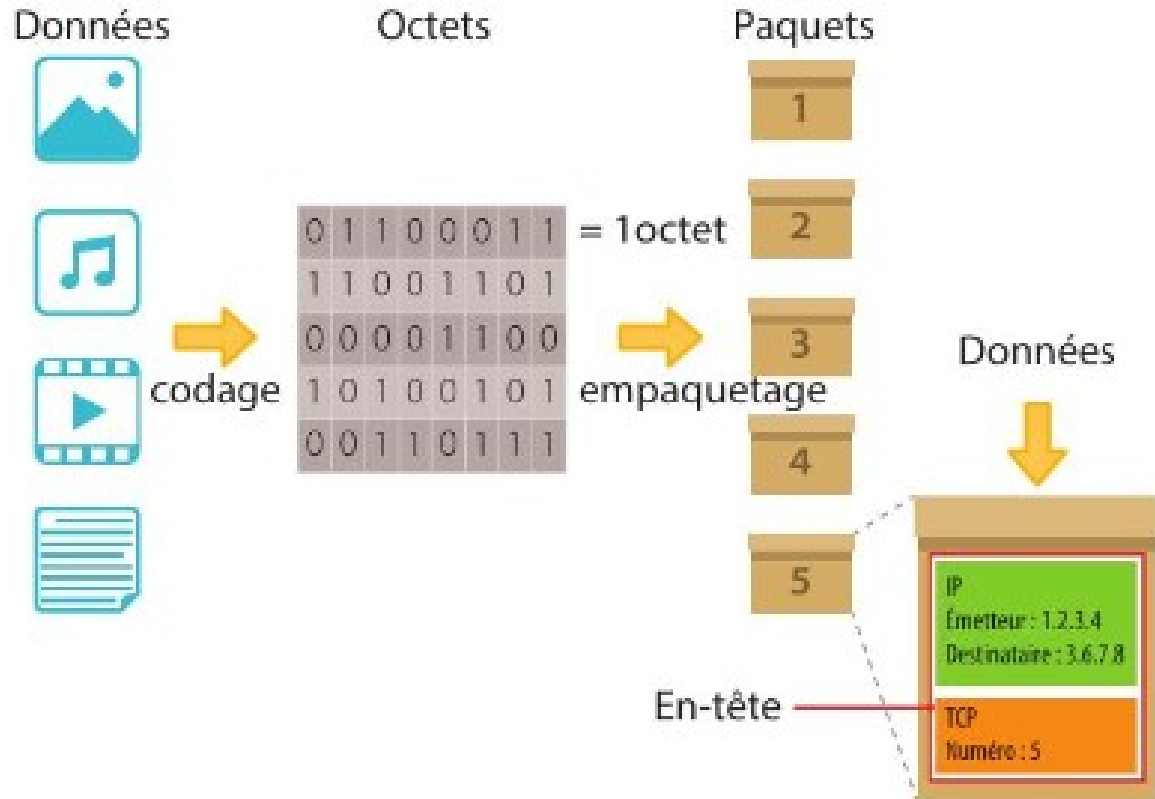 Données
Octets
Paquets
1
0 1 1 0 0 0 1 1 = 1octet
2
1 1 0 0 1 1 0 1
0 0 0 0 1 1 0 0
3
Données
codage
1 0 1 0 0 1 0 1
empaquetage
0 0 1 1 0 1 1 1
4
5
IP
Émetteur : 1.2.3.4
Destinataire : 3.6.7.8
En-tête
TCP
Numéro : 5